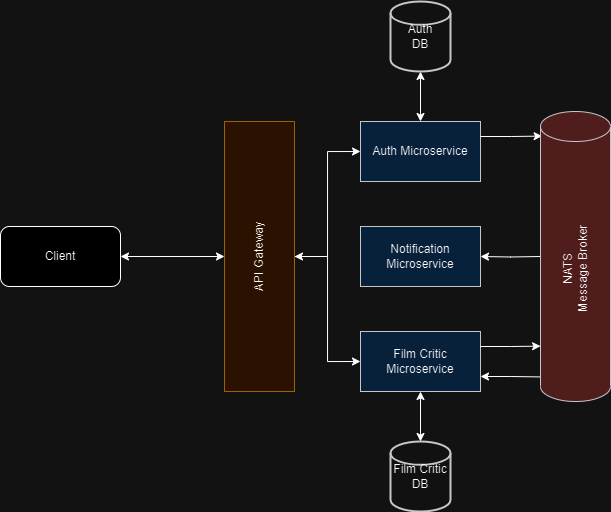 Auth
DB
Auth Microservice
Client
API Gateway
Notification
Microservice
NATS
Message Broker
Film Critic
Microservice
Film Critic
DB